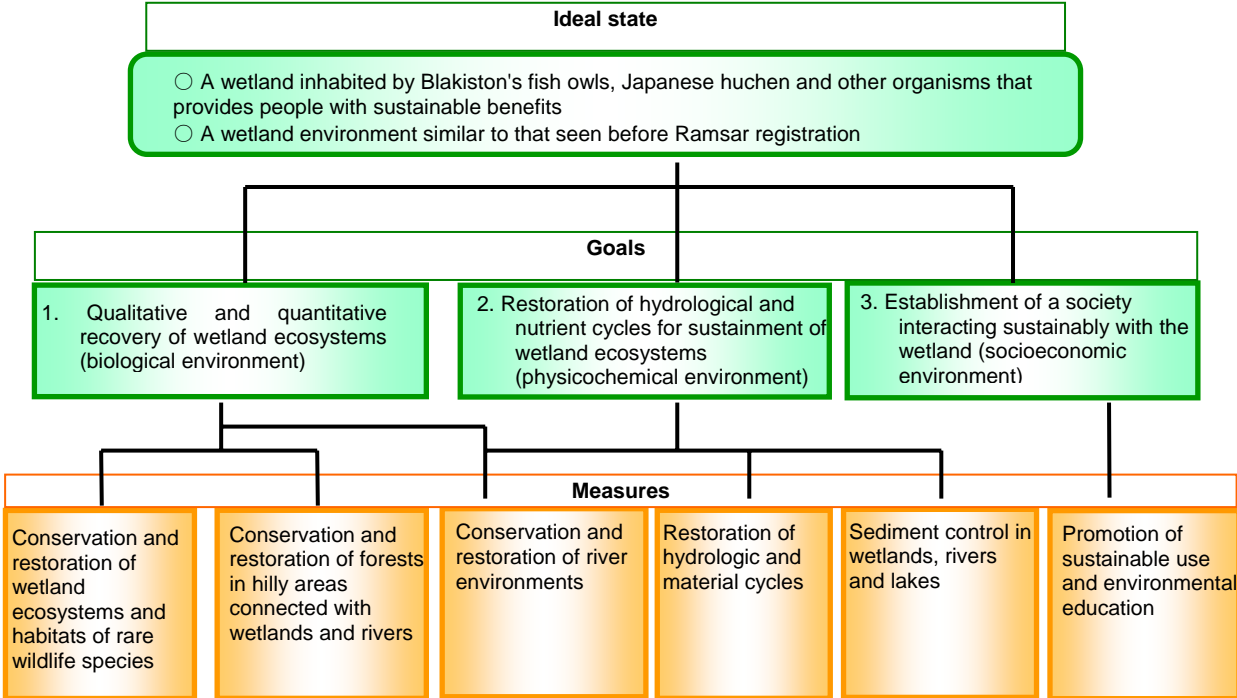 Ideal state
○ A wetland inhabited by Blakiston's fish owls, Japanese huchen and other organisms that
provides people with sustainable benefits
○ A wetland environment similar to that seen before Ramsar registration
Goals
1. Qualitative and quantitative
recovery of wetland ecosystems
(biological environment)
2. Restoration of hydrological and
nutrient cycles for sustainment of
wetland ecosystems
(physicochemical environment)
3. Establishment of a society
interacting sustainably with the
wetland (socioeconomic
environment)
Measures
Conservation and
restoration of
wetland
ecosystems and
habitats of rare
wildlife species
Conservation and
restoration of forests
in hilly areas
connected with
wetlands and rivers
Conservation and
restoration of river
environments
Restoration of
hydrologic and
material cycles
Sediment control in
wetlands, rivers
and lakes
Promotion of
sustainable use
and environmental
education